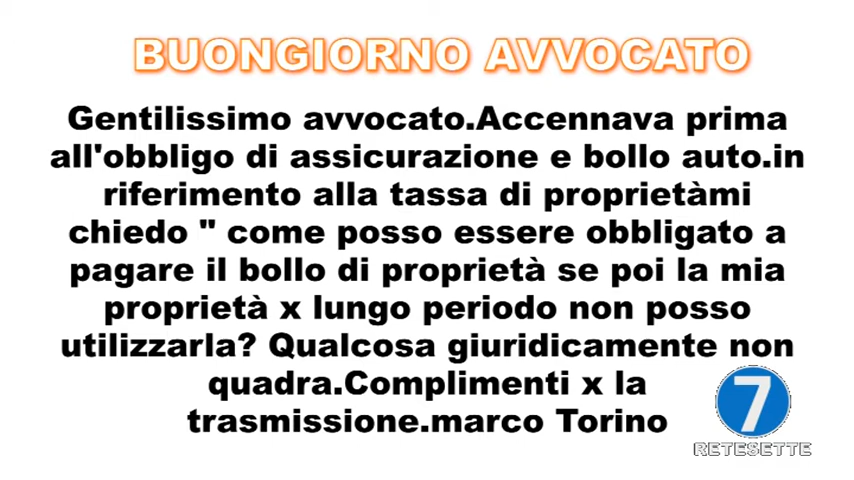 BUONGIORNO AVVOCATO
Gentilissimo avvocato.Accennava prima
all'obbligo di assicurazione e bollo auto.in
riferimento alla tassa di proprietàmi
chiedo " come posso essere obbligato a
pagare il bollo di proprietà se poi la mia
proprietà x lungo periodo non posso
utilizzarla? Qualcosa giuridicamente non
quadra.Complimenti x la
trasmissione.marco Torino
7
RETESETTE